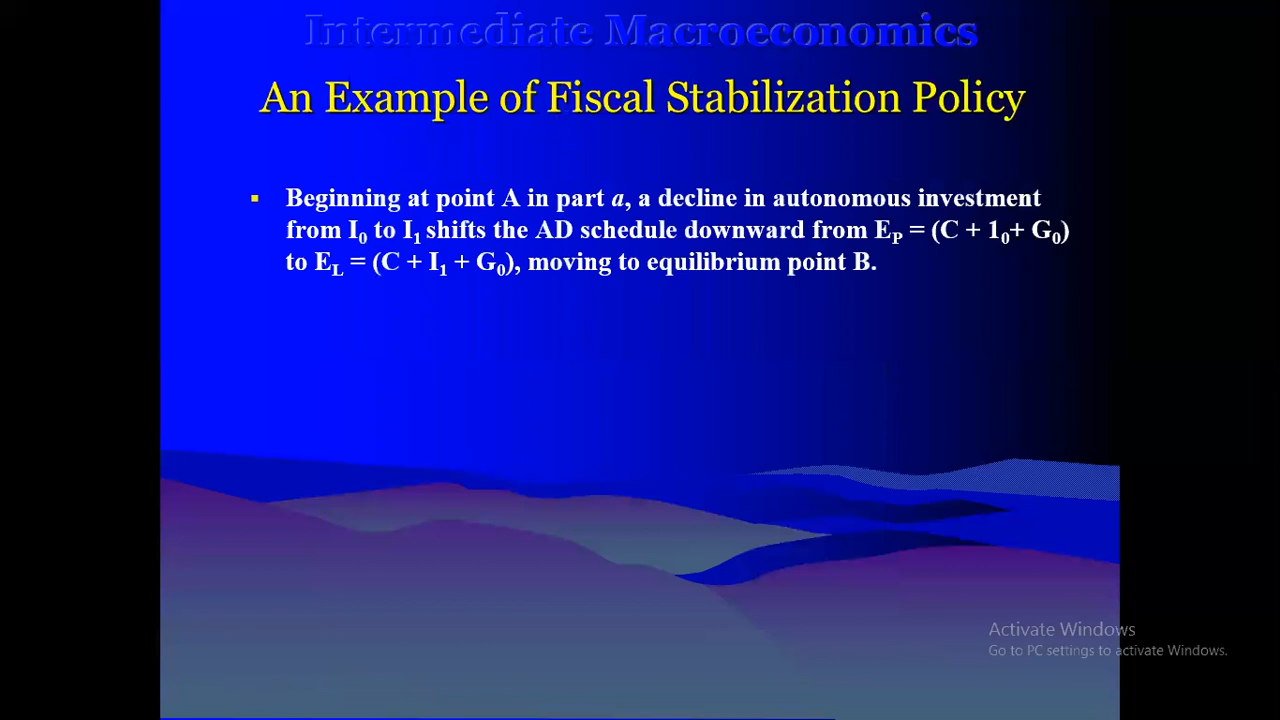 Intermediate Macroeconomics
An Example of Fiscal Stabilization Policy
▪ Beginning at point A in part a, a decline in autonomous investment
from I₀ to I₁ shifts the AD schedule downward from E_P = (C + 1₀+ G₀)
to E_L = (C + I₁ + G₀), moving to equilibrium point B.
Activate Windows
Go to PC settings to activate Windows.